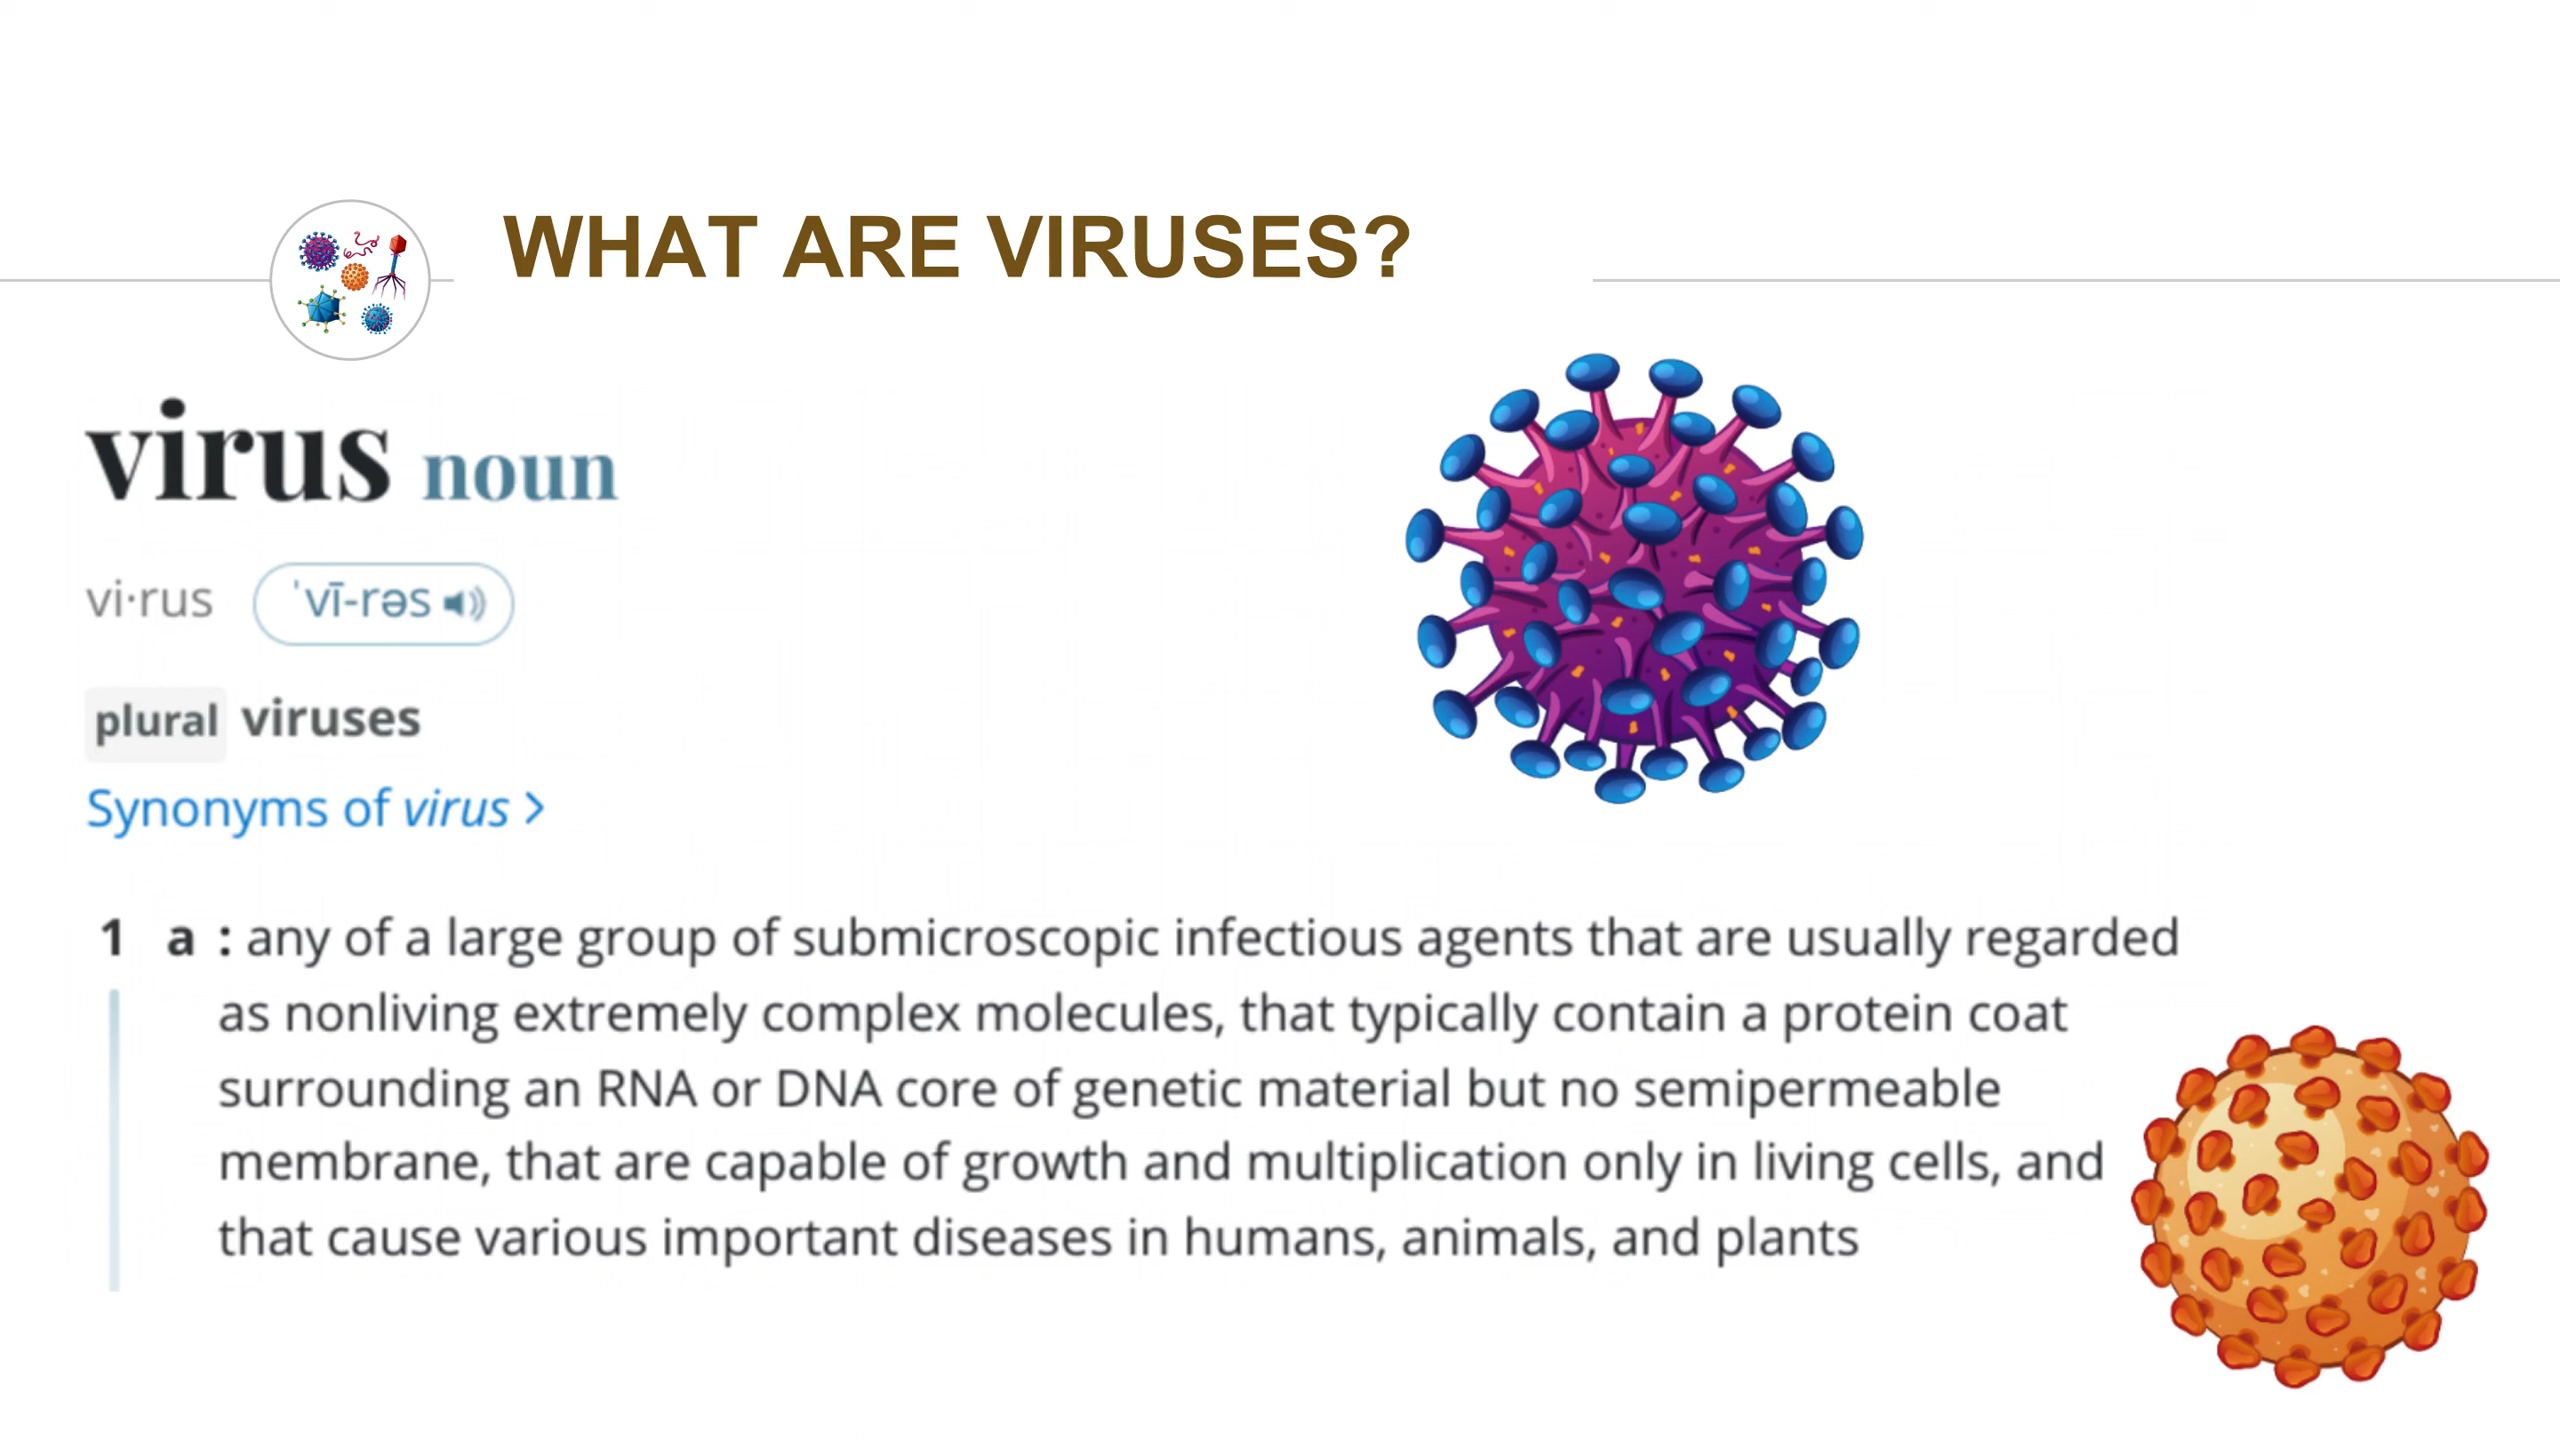 WHAT ARE VIRUSES?
virus noun
vi·rus ˈvī-rəs
plural viruses
Synonyms of virus >
1 a : any of a large group of submicroscopic infectious agents that are usually regarded
as nonliving extremely complex molecules, that typically contain a protein coat
surrounding an RNA or DNA core of genetic material but no semipermeable
membrane, that are capable of growth and multiplication only in living cells, and
that cause various important diseases in humans, animals, and plants